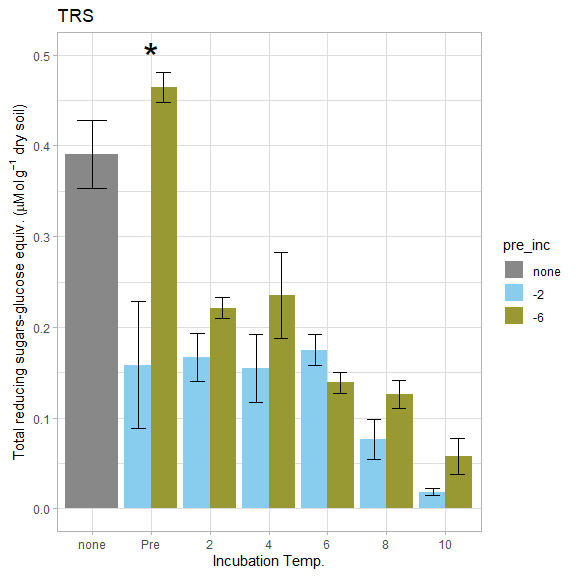 TRS
*
Total reducing sugars-glucose equiv. (μMol g⁻¹ dry soil)
0.5
0.4
0.3
0.2
0.1
0.0
none Pre 2 4 6 8 10
Incubation Temp.
pre_inc
none
-2
-6